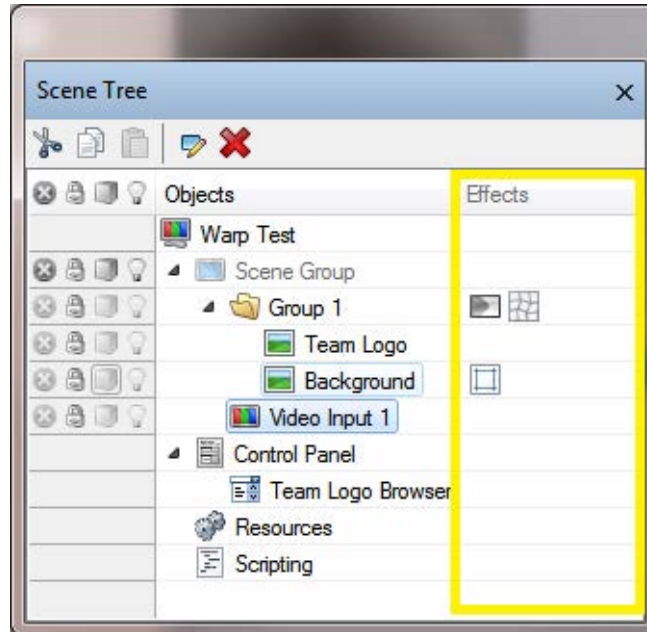 Scene Tree
Objects Effects
Warp Test
Scene Group
Group 1
Team Logo
Background
Video Input 1
Control Panel
Team Logo Browser
Resources
Scripting